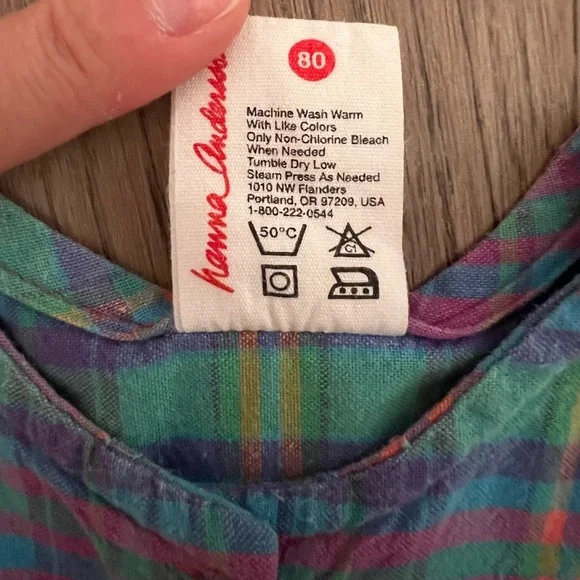 80
hanna Andersson
Machine Wash Warm
With Like Colors
Only Non-Chlorine Bleach
When Needed
Tumble Dry Low
Steam Press As Needed
1010 NW Flanders
Portland, OR 97209, USA
1-800-222-0544
50°C
C1